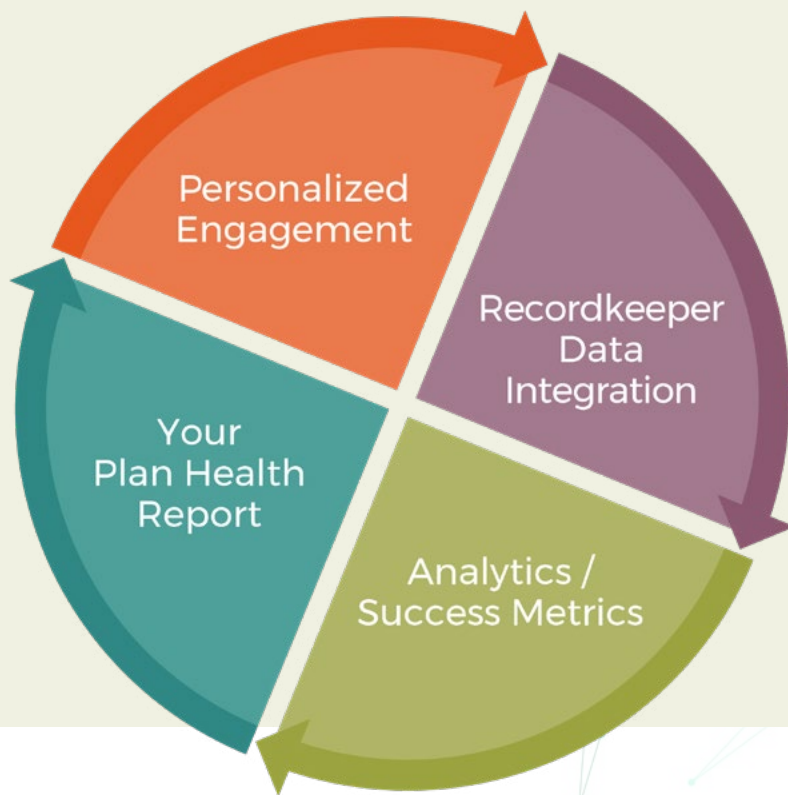 Personalized
Engagement
Recordkeeper
Data
Integration
Analytics /
Success Metrics
Your
Plan Health
Report